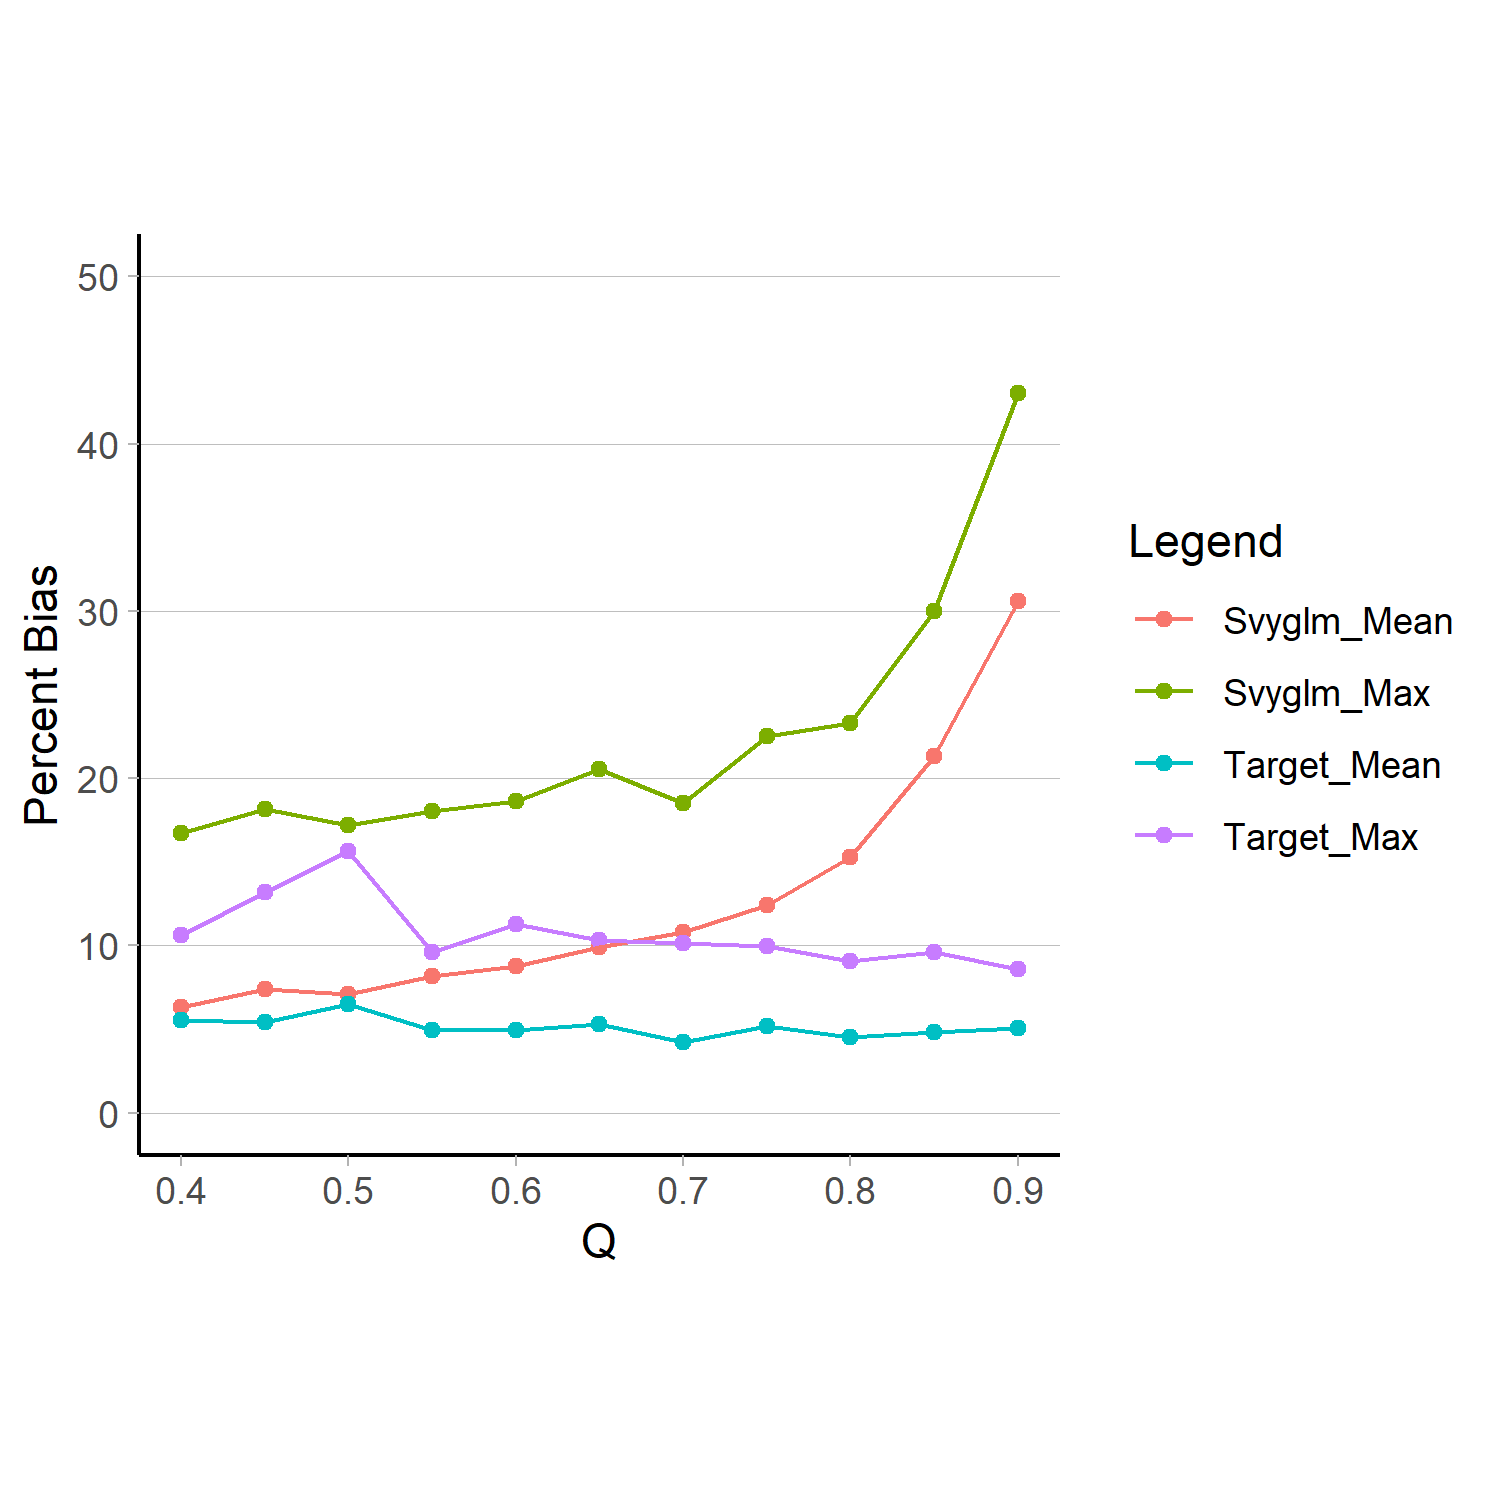 50
40
30
20
10
0
Percent Bias
0.4 0.5 0.6 0.7 0.8 0.9
Q
Legend
Svyglm_Mean
Svyglm_Max
Target_Mean
Target_Max